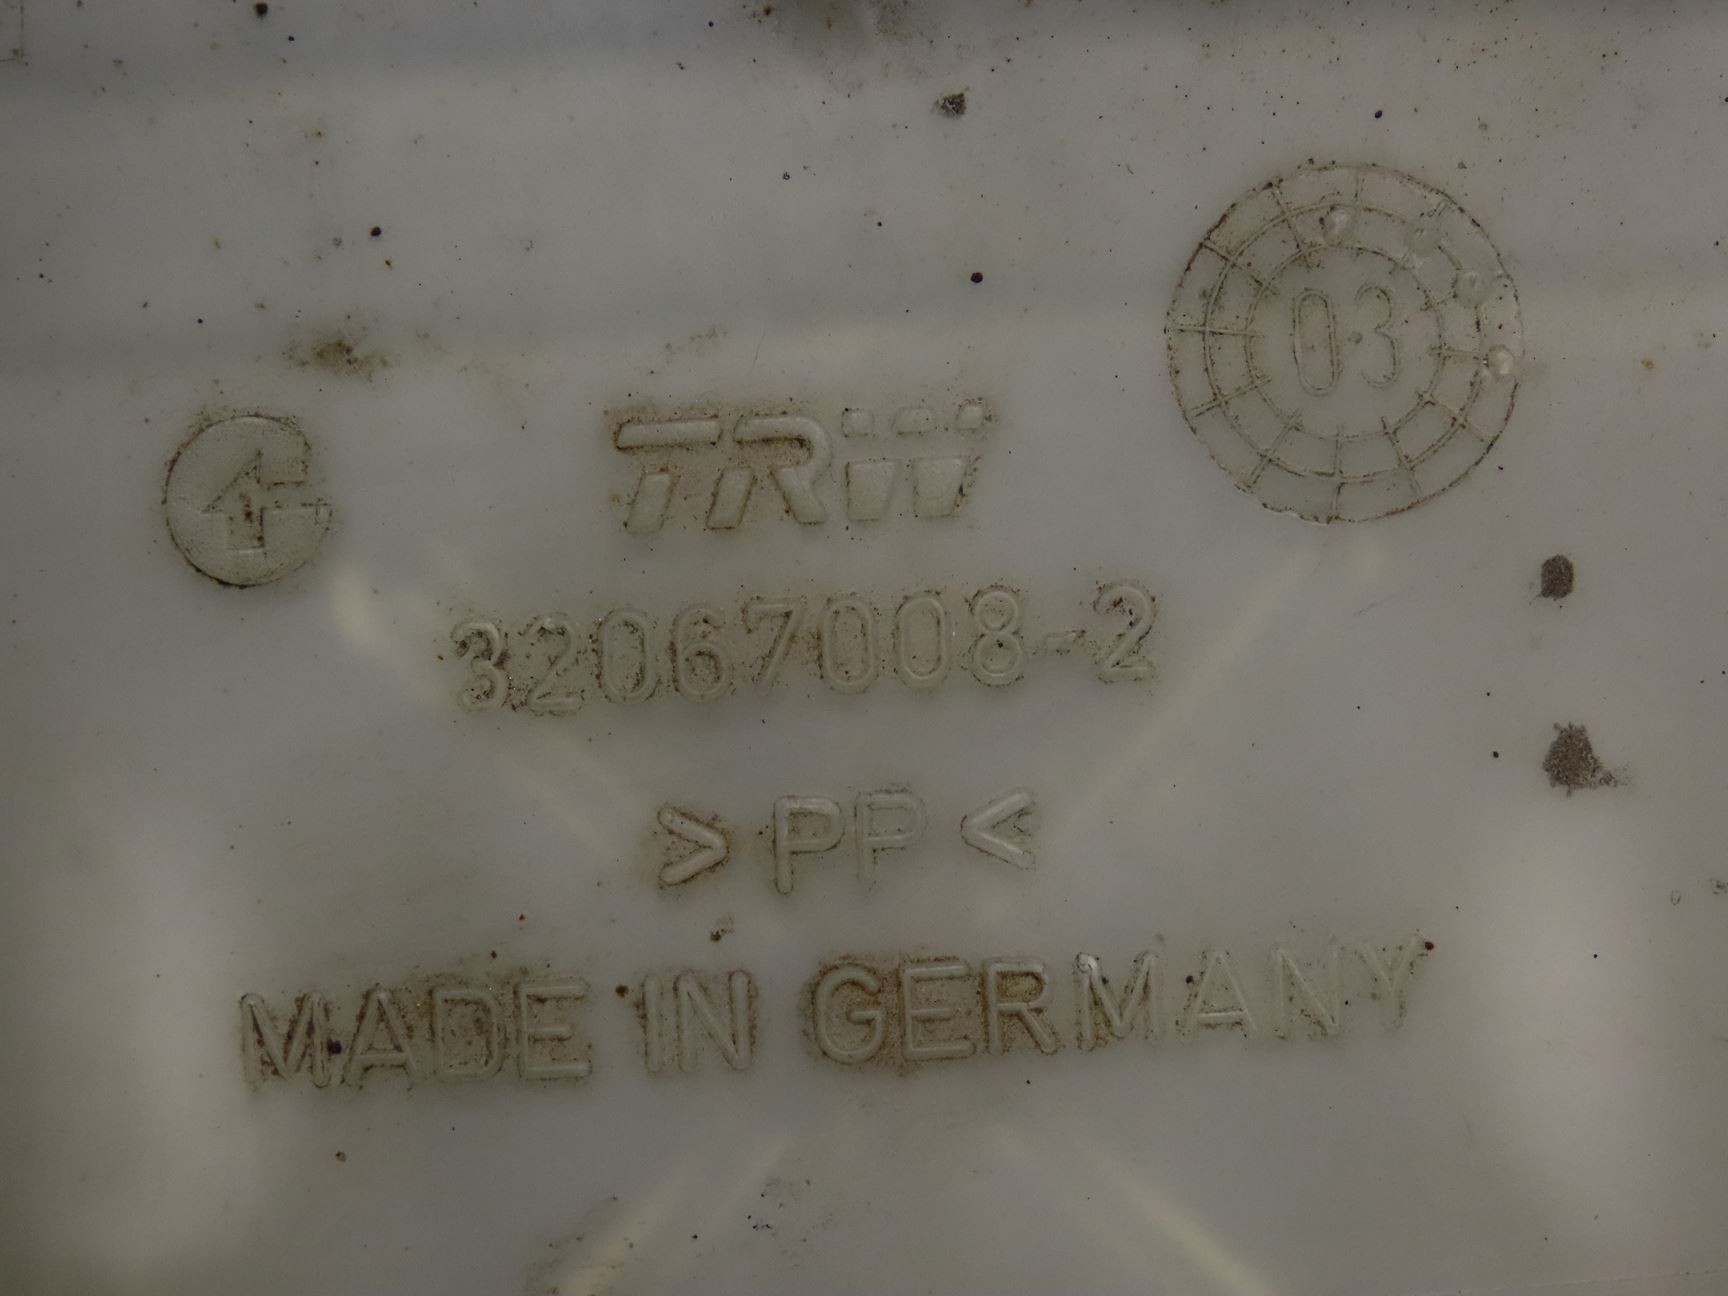 03
TRW
32067008-2
>PP<
MADE IN GERMANY